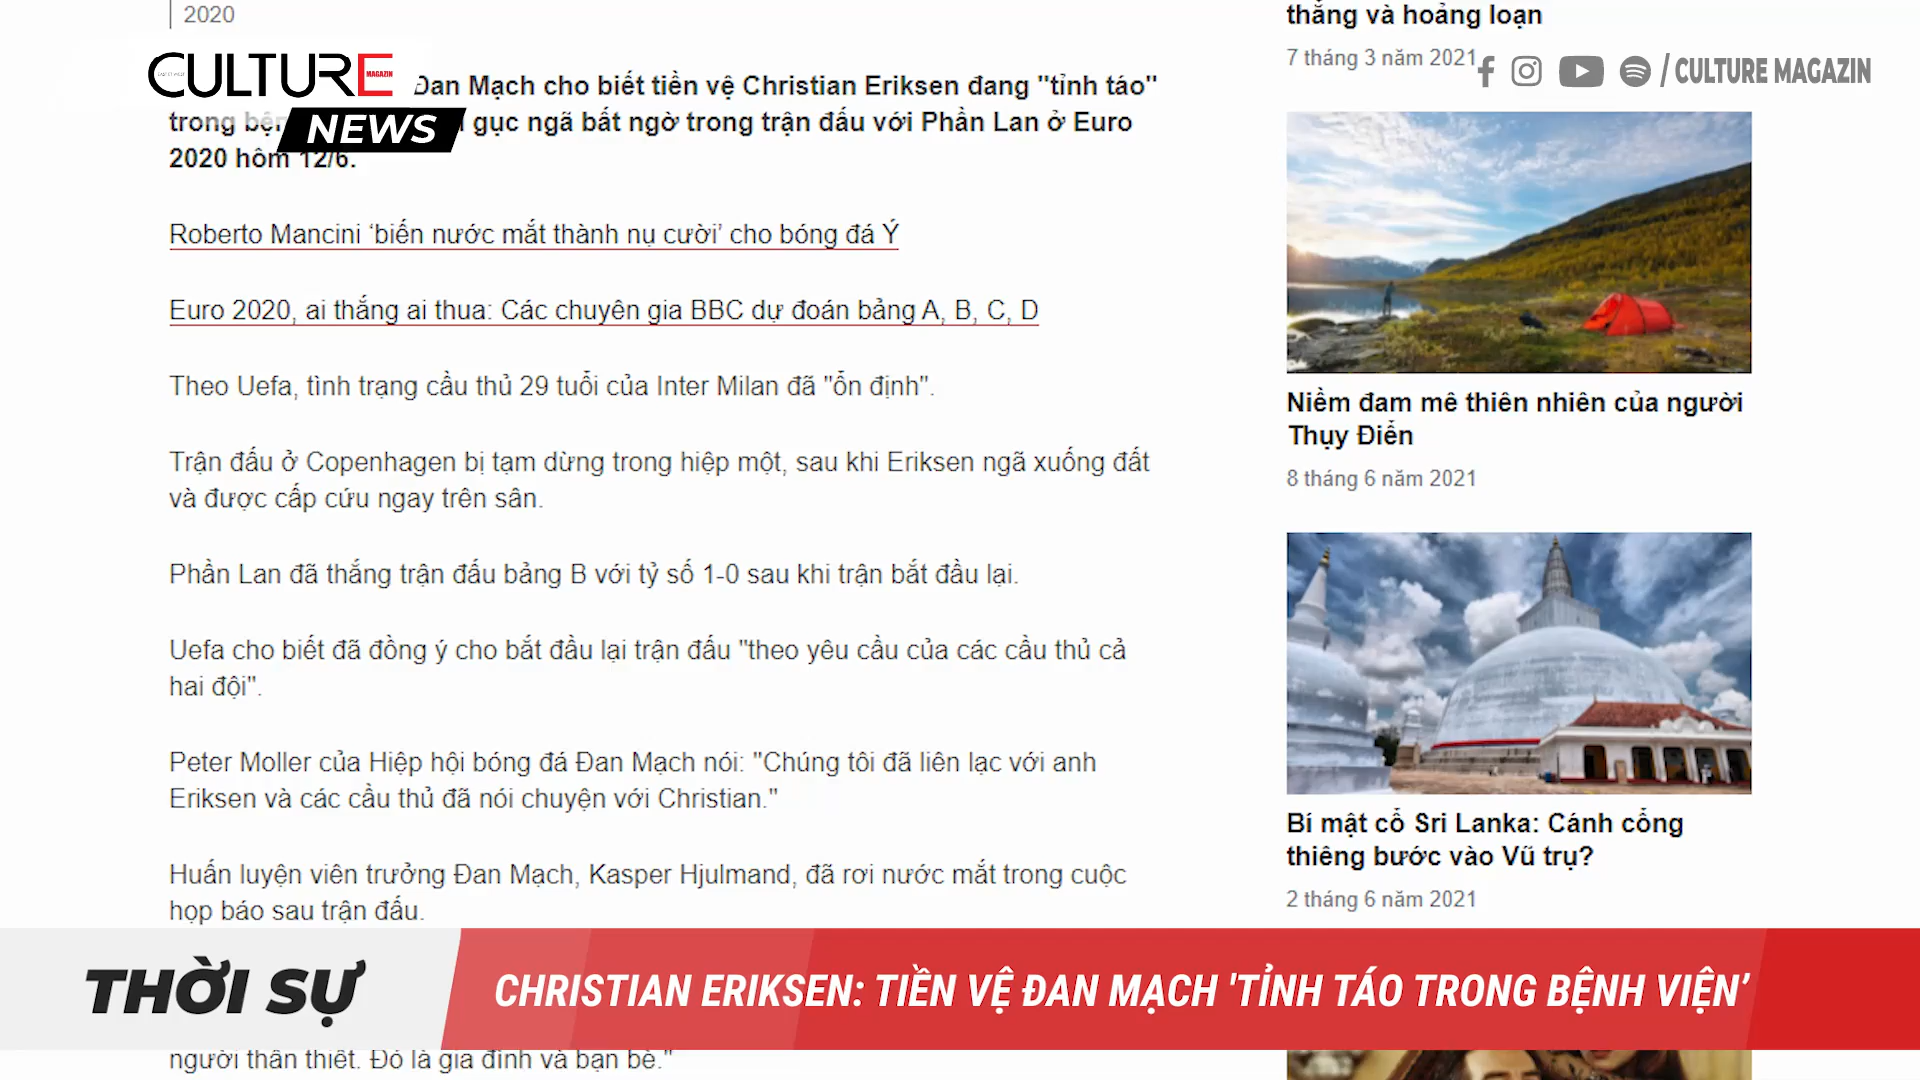 2020
CULTURE
MAGAZIN
NEWS
Đan Mạch cho biết tiền vệ Christian Eriksen đang "tỉnh táo"
trong gục ngã bất ngờ trong trận đấu với Phần Lan ở Euro
2020 hôm 12/6.
Roberto Mancini ‘biến nước mắt thành nụ cười’ cho bóng đá Ý
Euro 2020, ai thắng ai thua: Các chuyên gia BBC dự đoán bảng A, B, C, D
Theo Uefa, tình trạng cầu thủ 29 tuổi của Inter Milan đã "ổn định".
Trận đấu ở Copenhagen bị tạm dừng trong hiệp một, sau khi Eriksen ngã xuống đất
và được cấp cứu ngay trên sân.
Phần Lan đã thắng trận đấu bảng B với tỷ số 1-0 sau khi trận bắt đầu lại.
Uefa cho biết đã đồng ý cho bắt đầu lại trận đấu "theo yêu cầu của các cầu thủ cả
hai đội".
Peter Moller của Hiệp hội bóng đá Đan Mạch nói: "Chúng tôi đã liên lạc với anh
Eriksen và các cầu thủ đã nói chuyện với Christian."
Huấn luyện viên trưởng Đan Mạch, Kasper Hjulmand, đã rơi nước mắt trong cuộc
họp báo sau trận đấu.
người thân thiết. Đó là gia đình và bạn bè."
thắng và hoảng loạn
7 tháng 3 năm 2021
/ CULTURE MAGAZIN
Niềm đam mê thiên nhiên của người
Thụy Điển
8 tháng 6 năm 2021
Bí mật cổ Sri Lanka: Cánh cổng
thiêng bước vào Vũ trụ?
2 tháng 6 năm 2021
THỜI SỰ
CHRISTIAN ERIKSEN: TIỀN VỆ ĐAN MẠCH 'TỈNH TÁO TRONG BỆNH VIỆN’